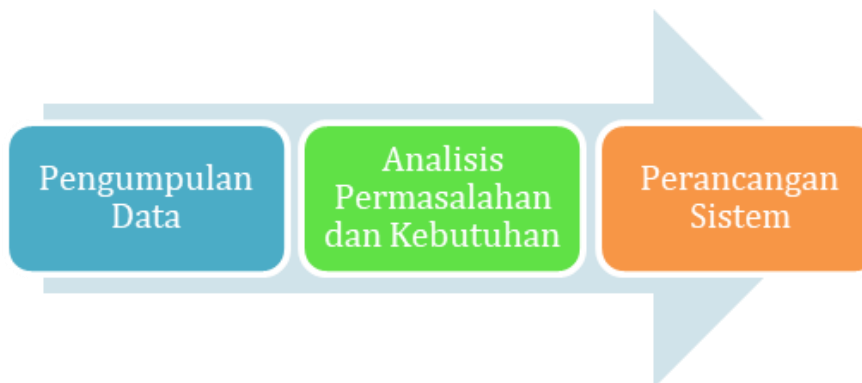 Pengumpulan
Data
Analisis
Permasalahan
dan Kebutuhan
Perancangan
Sistem